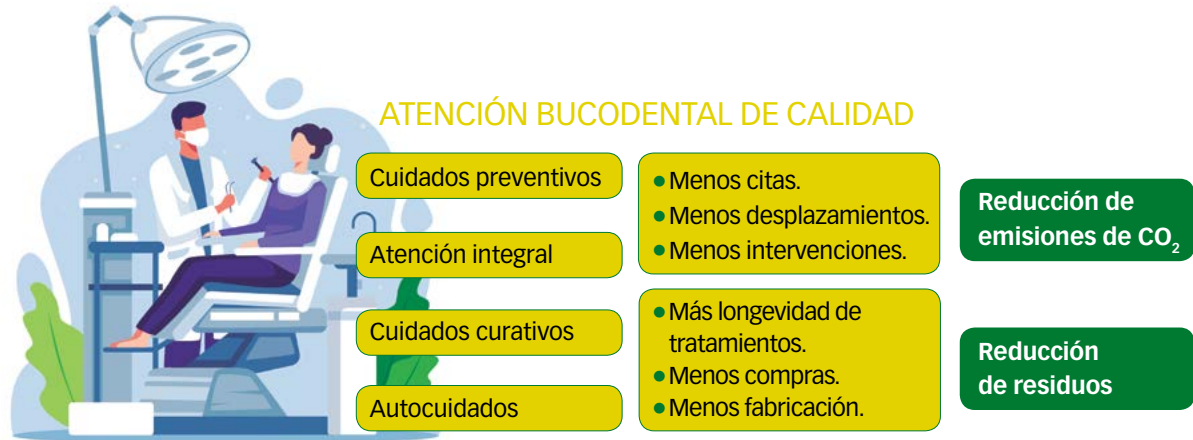 ATENCIÓN BUCODENTAL DE CALIDAD
Cuidados preventivos
Atención integral
Cuidados curativos
Autocuidados
• Menos citas.
• Menos desplazamientos.
• Menos intervenciones.
• Más longevidad de
tratamientos.
• Menos compras.
• Menos fabricación.
Reducción de
emisiones de CO₂
Reducción
de residuos